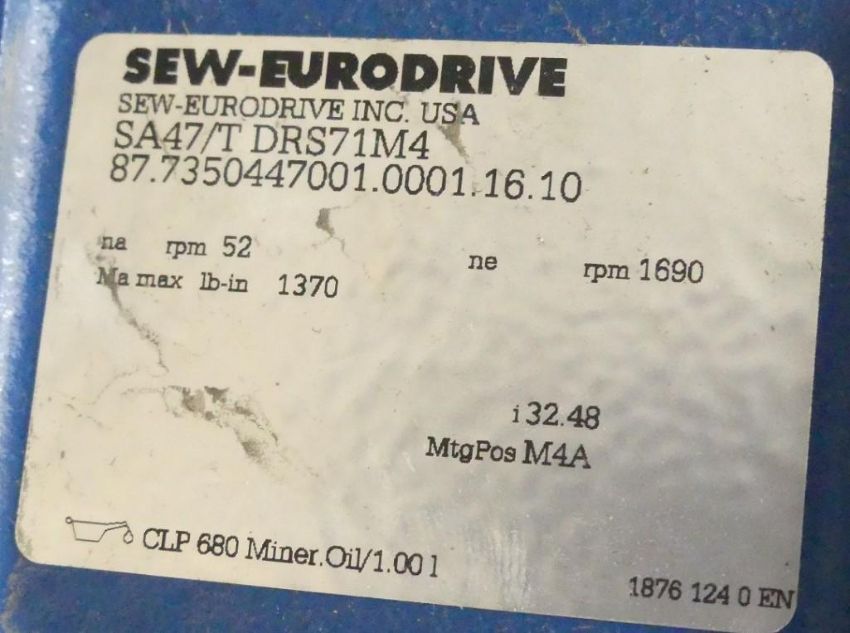 SEW-EURODRIVE
SEW-EURODRIVE INC. USA
SA47/T DRS71M4
87.7350447001.0001.16.10
na rpm 52 ne rpm 1690
Ma max lb-in 1370
i 32.48
MtgPos M4A
CLP 680 Miner.Oil/1.00 l
1876 124 0 EN